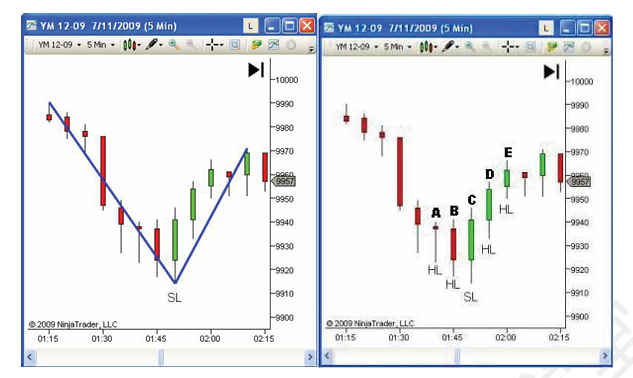 YM 12-09 7/11/2009 (5 Min)
L
YM 12-09
5 Min
10000
9990
9980
9970
9960
9957
9950
9940
9930
9920
9910
9900
SL
© 2009 NinjaTrader, LLC
01:15
01:30
01:45
02:00
02:15
YM 12-09 7/11/2009 (5 Min)
L
YM 12-09
5 Min
10000
9990
9980
9970
9960
9957
9950
9940
9930
9920
9910
9900
A
B
C
D
E
HL
HL
SL
HL
HL
© 2009 NinjaTrader, LLC
01:15
01:30
01:45
02:00
02:15